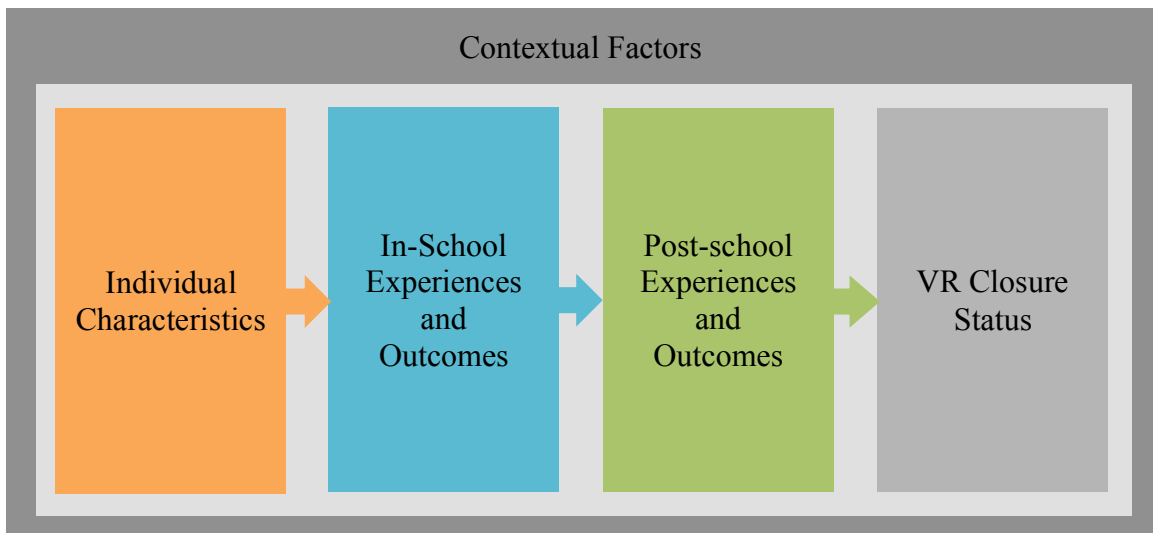 Contextual Factors
Individual
Characteristics
In-School
Experiences
and
Outcomes
Post-school
Experiences
and
Outcomes
VR Closure
Status